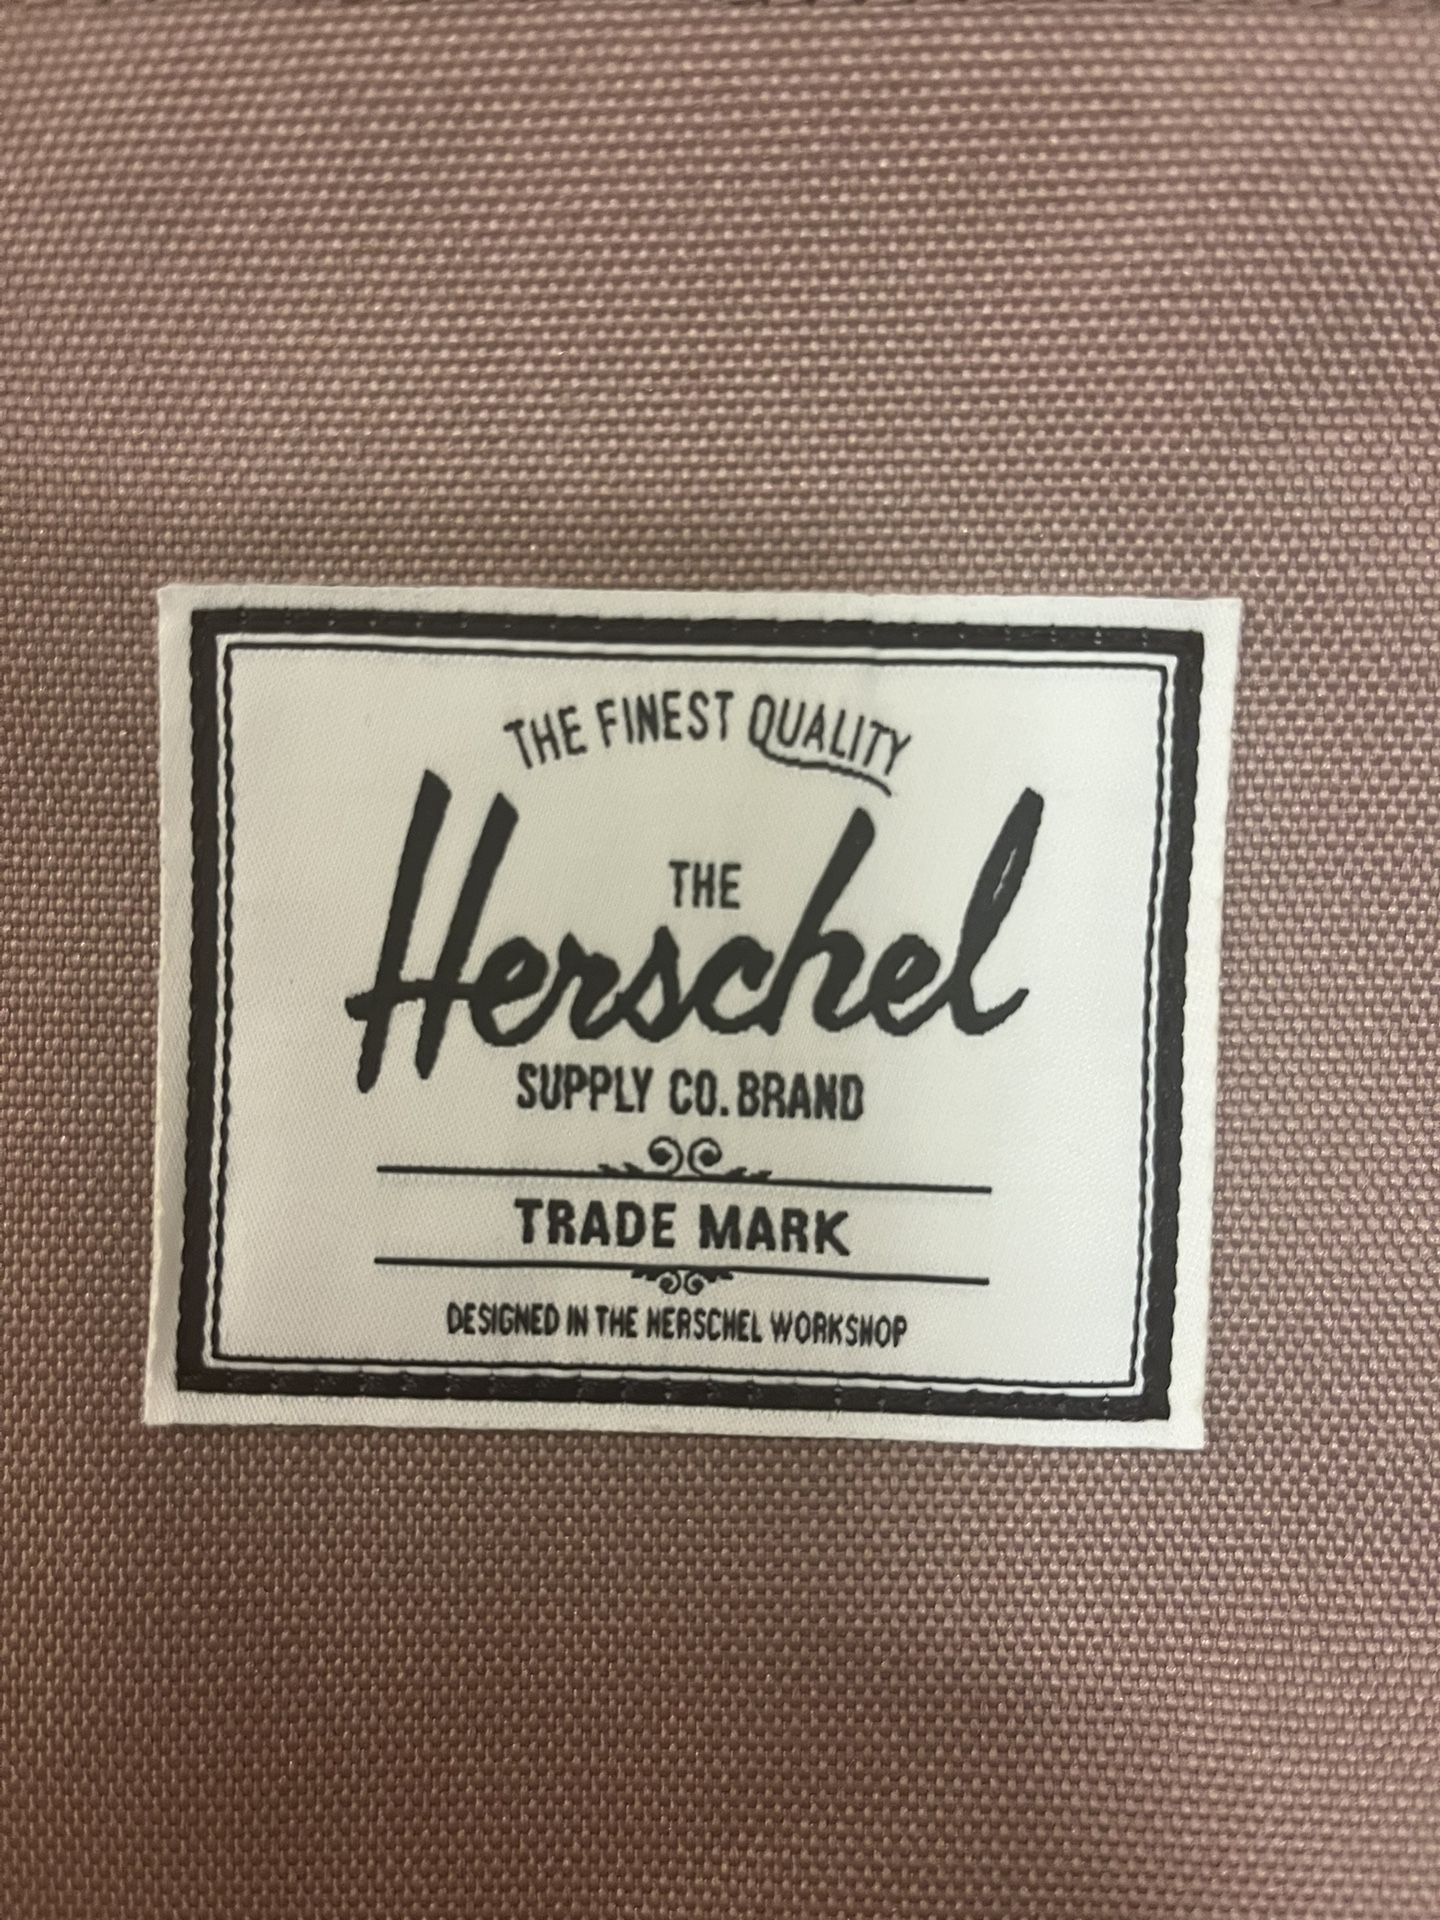 THE FINEST QUALITY
THE
Herschel
SUPPLY CO. BRAND
TRADE MARK
DESIGNED IN THE HERSCHEL WORKSHOP